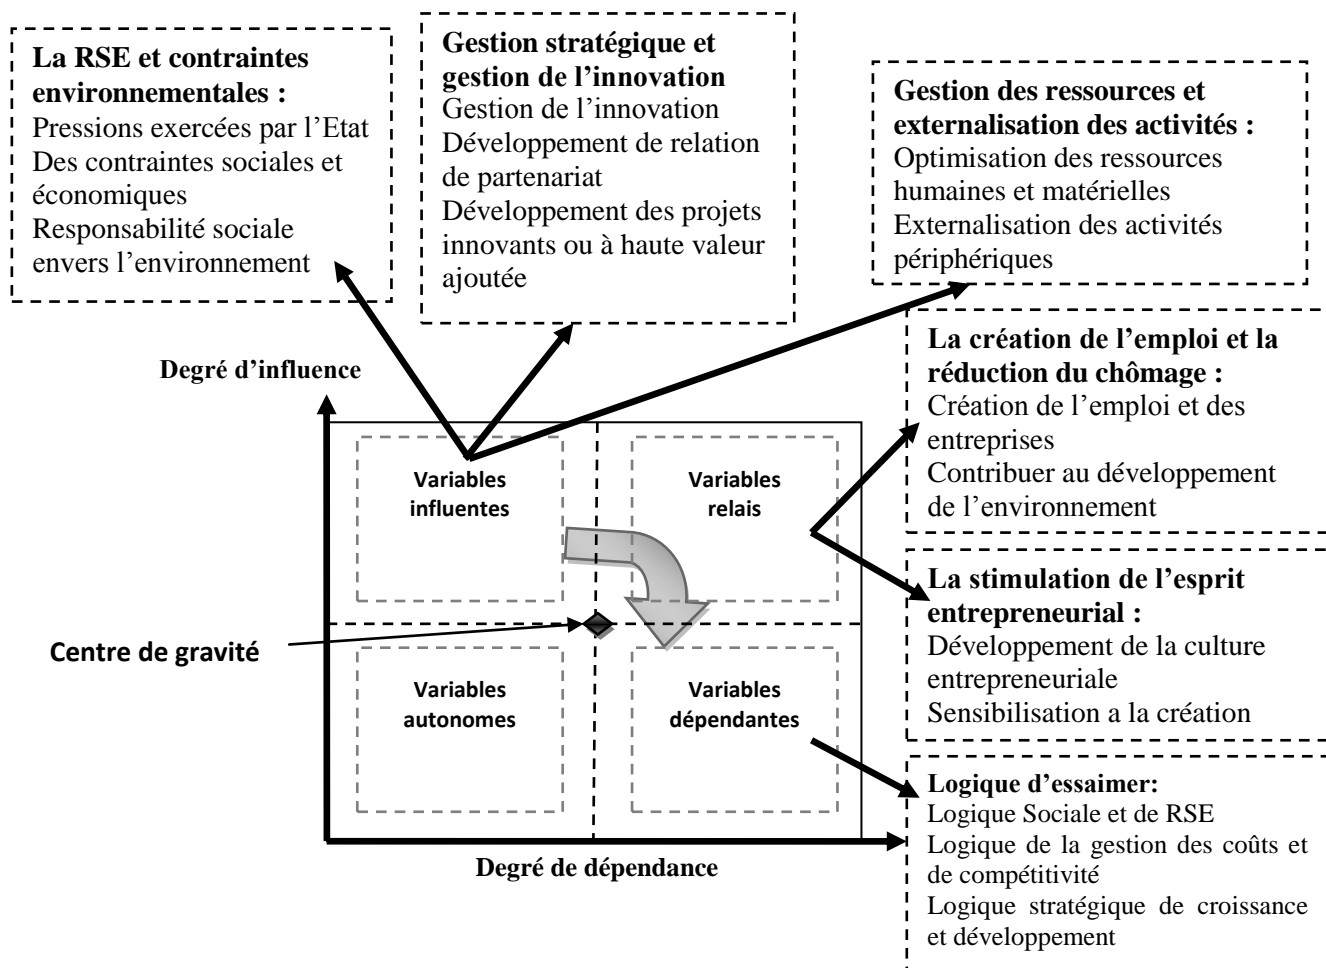 La RSE et contraintes
environnementales :
Pressions exercées par l'Etat
Des contraintes sociales et
économiques
Responsabilité sociale
envers l'environnement
Gestion stratégique et
gestion de l'innovation
Gestion de l'innovation
Développement de relation
de partenariat
Développement des projets
innovants ou à haute valeur
ajoutée
Gestion des ressources et
externalisation des activités :
Optimisation des ressources
humaines et matérielles
Externalisation des activités
périphériques
La création de l'emploi et la
réduction du chômage :
Création de l'emploi et des
entreprises
Contribuer au développement
de l'environnement
Degré d'influence
Variables
influentes
Variables
relais
La stimulation de l'esprit
entrepreneurial :
Développement de la culture
entrepreneuriale
Sensibilisation a la création
Centre de gravité
Variables
autonomes
Variables
dépendantes
Logique d'essaimer:
Logique Sociale et de RSE
Logique de la gestion des coûts et
de compétitivité
Logique stratégique de croissance
et développement
Degré de dépendance